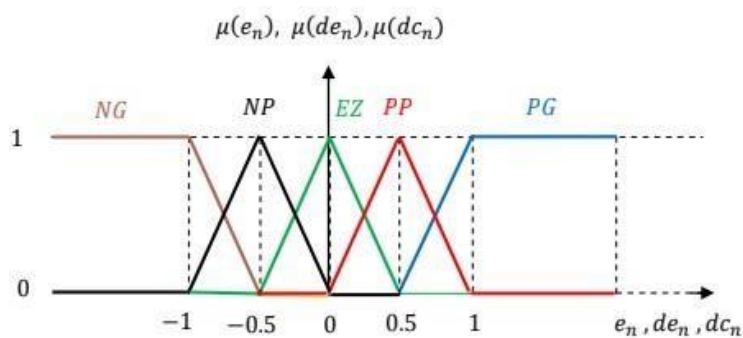 μ(e_n), μ(de_n),μ(dc_n)
NG NP EZ PP PG
1
0
−1 −0.5 0 0.5 1 e_n ,de_n , dc_n